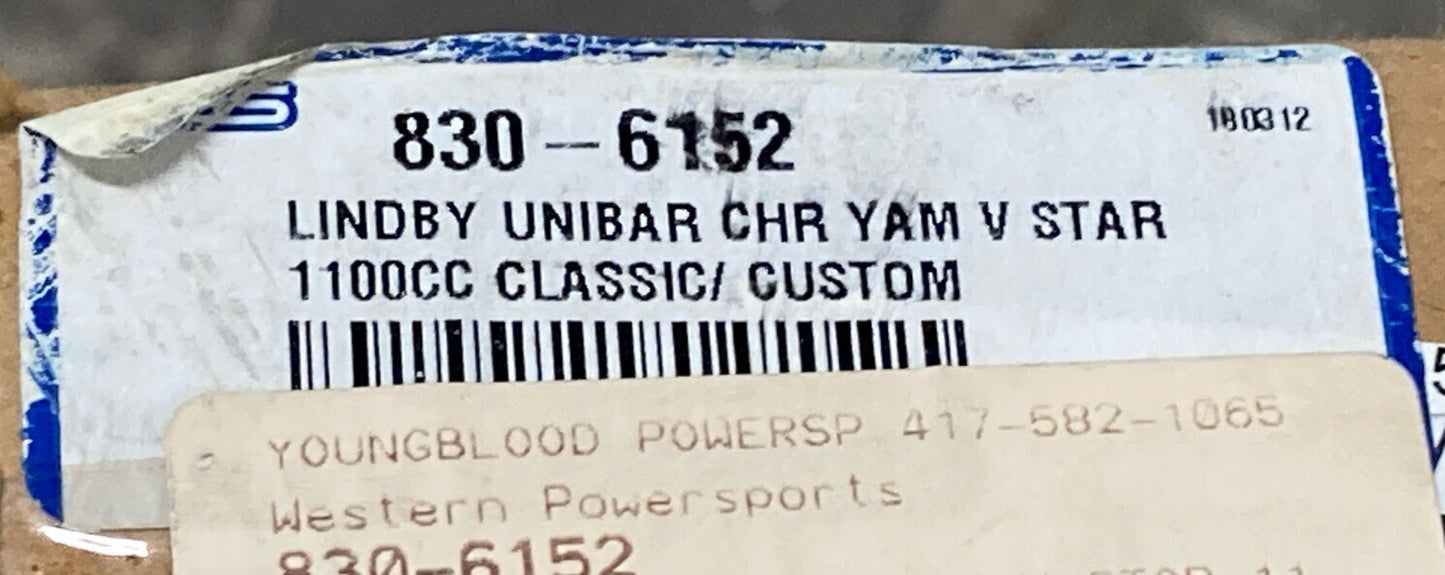 830-6152
180312
LINDBY UNIBAR CHR YAM V STAR
1100CC CLASSIC/ CUSTOM
YOUNGBLOOD POWERSP 417-582-1065
Western Powersports
830-6152